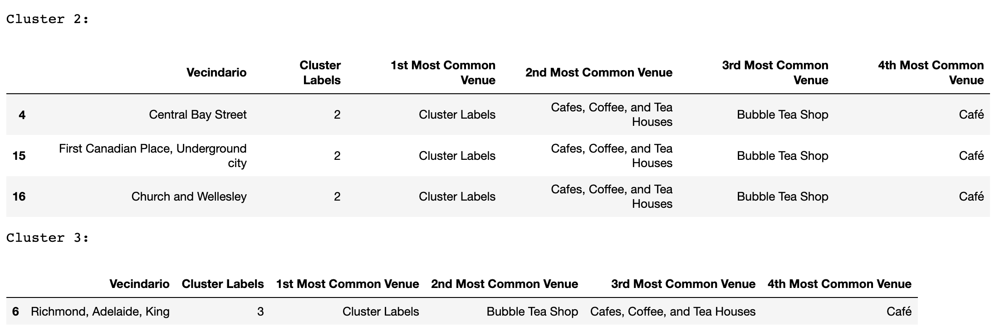 Cluster 2:
Vecindario Cluster Labels 1st Most Common Venue 2nd Most Common Venue 3rd Most Common Venue 4th Most Common Venue
4 Central Bay Street 2 Cluster Labels Cafes, Coffee, and Tea Houses Bubble Tea Shop Café
15 First Canadian Place, Underground city 2 Cluster Labels Cafes, Coffee, and Tea Houses Bubble Tea Shop Café
16 Church and Wellesley 2 Cluster Labels Cafes, Coffee, and Tea Houses Bubble Tea Shop Café
Cluster 3:
Vecindario Cluster Labels 1st Most Common Venue 2nd Most Common Venue 3rd Most Common Venue 4th Most Common Venue
6 Richmond, Adelaide, King 3 Cluster Labels Bubble Tea Shop Cafes, Coffee, and Tea Houses Café